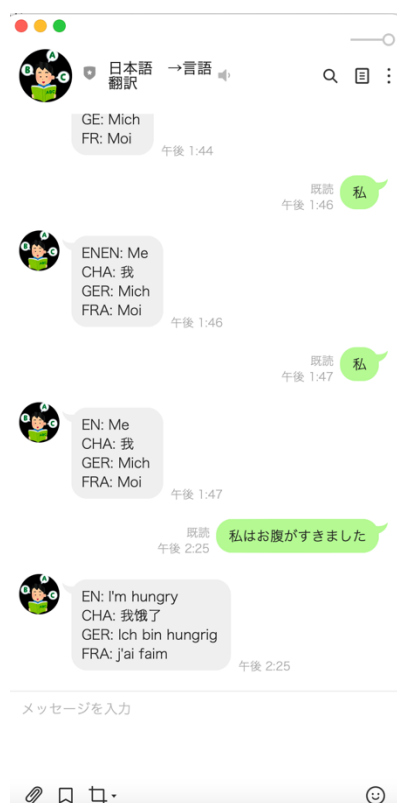 日本語 →言語
翻訳
GE: Mich
FR: Moi
午後 1:44
既読
午後 1:46
私
ENEN: Me
CHA: 我
GER: Mich
FRA: Moi
午後 1:46
既読
午後 1:47
私
EN: Me
CHA: 我
GER: Mich
FRA: Moi
午後 1:47
既読
午後 2:25
私はお腹がすきました
EN: I'm hungry
CHA: 我饿了
GER: Ich bin hungrig
FRA: j'ai faim
午後 2:25
メッセージを入力